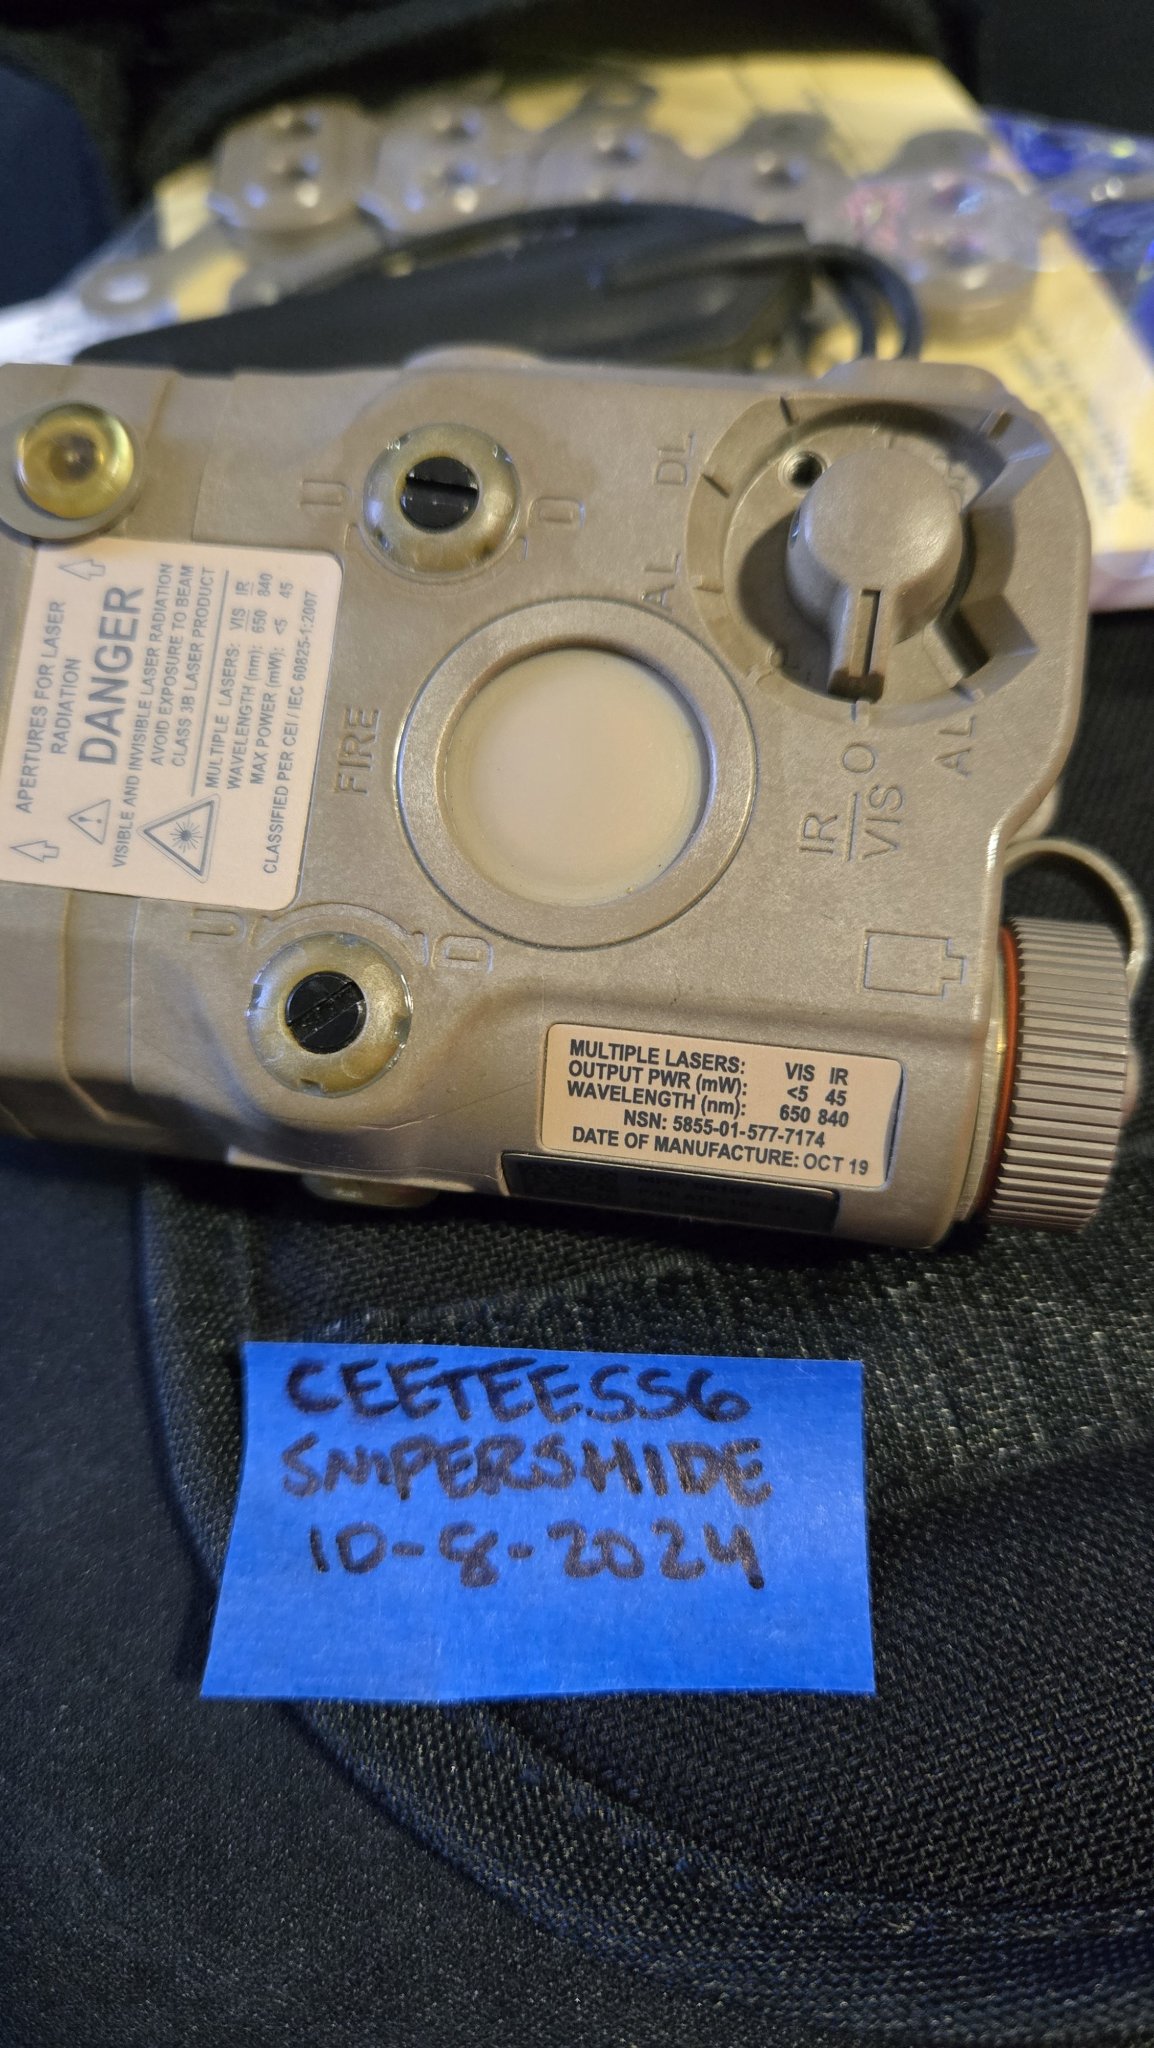 U
O
DL
AL
APERTURES FOR LASER
RADIATION
DANGER
VISIBLE AND INVISIBLE LASER RADIATION
AVOID EXPOSURE TO BEAM
CLASS 3B LASER PRODUCT
MULTIPLE LASERS: VIS IR
WAVELENGTH (nm): 650 840
MAX POWER (mW): <5 45
CLASSIFIED PER CEI / IEC 60825-1:2007
FIRE
P
O
AL
IR
VIS
U
D
MULTIPLE LASERS: VIS IR
OUTPUT PWR (mW): <5 45
WAVELENGTH (nm): 650 840
NSN: 5855-01-577-7174
DATE OF MANUFACTURE: OCT 19
CEETEESS6
SNIPERSHIDE
10-8-2024